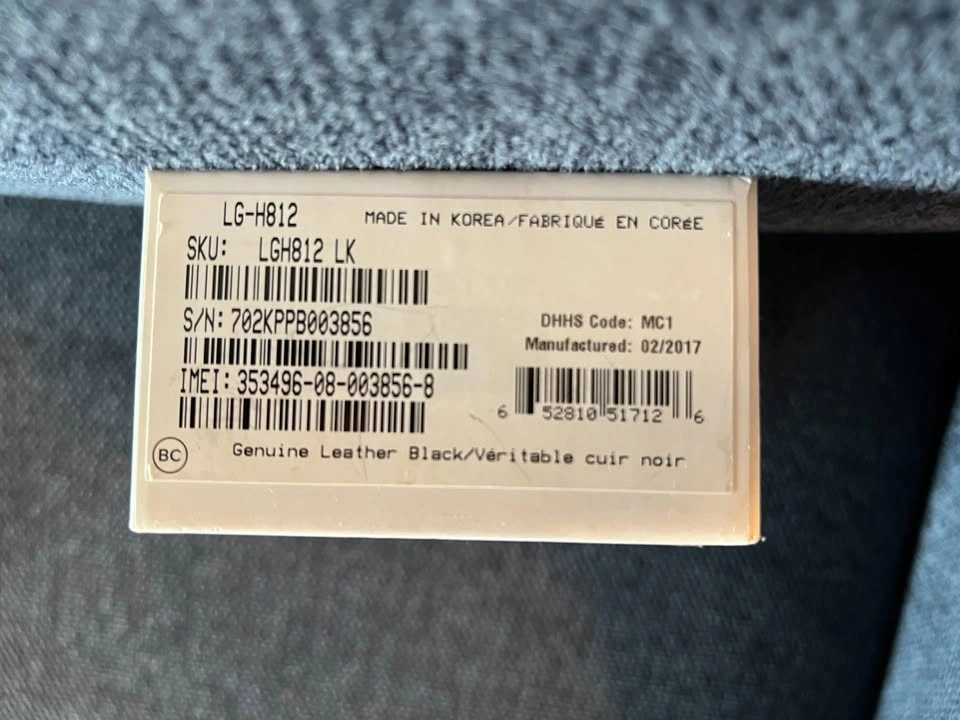 LG-H812
MADE IN KOREA/FABRIQUÉ EN CORÉE
SKU: LGH812 LK
S/N: 702KPPB003856
DHHS Code: MC1
Manufactured: 02/2017
IMEI: 353496-08-003856-8
6 52810 51712 6
BC
Genuine Leather Black/Véritable cuir noir